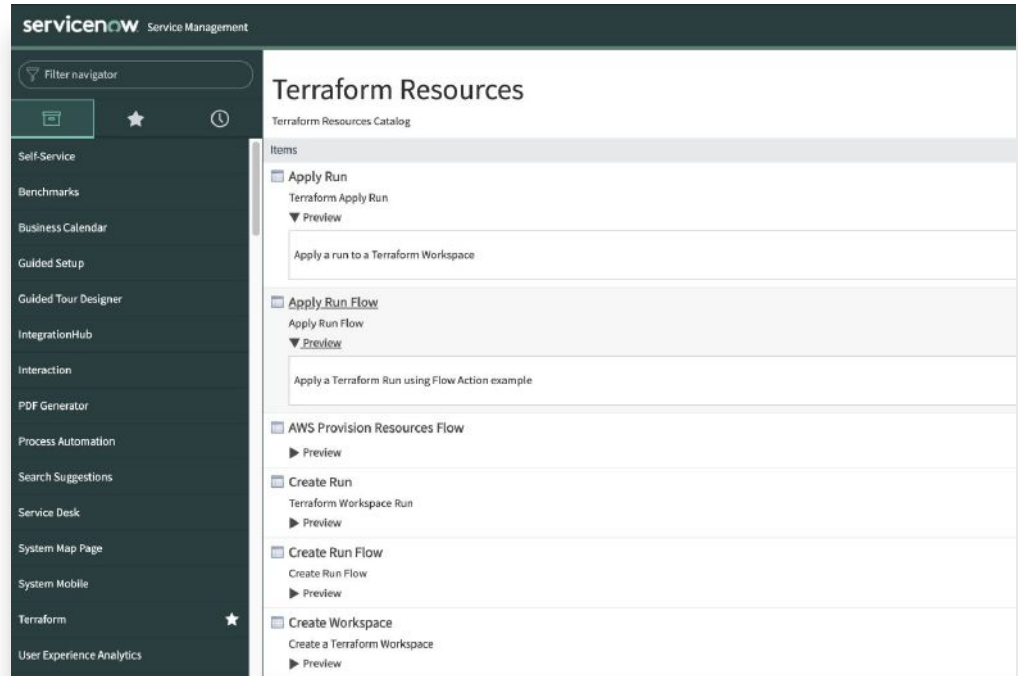 servicenow Service Management
Filter navigator
Self-Service
Benchmarks
Business Calendar
Guided Setup
Guided Tour Designer
IntegrationHub
Interaction
PDF Generator
Process Automation
Search Suggestions
Service Desk
System Map Page
System Mobile
Terraform
User Experience Analytics
Terraform Resources
Terraform Resources Catalog
Items
Apply Run
Terraform Apply Run
Preview
Apply a run to a Terraform Workspace
Apply Run Flow
Apply Run Flow
Preview
Apply a Terraform Run using Flow Action example
AWS Provision Resources Flow
Preview
Create Run
Terraform Workspace Run
Preview
Create Run Flow
Create Run Flow
Preview
Create Workspace
Create a Terraform Workspace
Preview